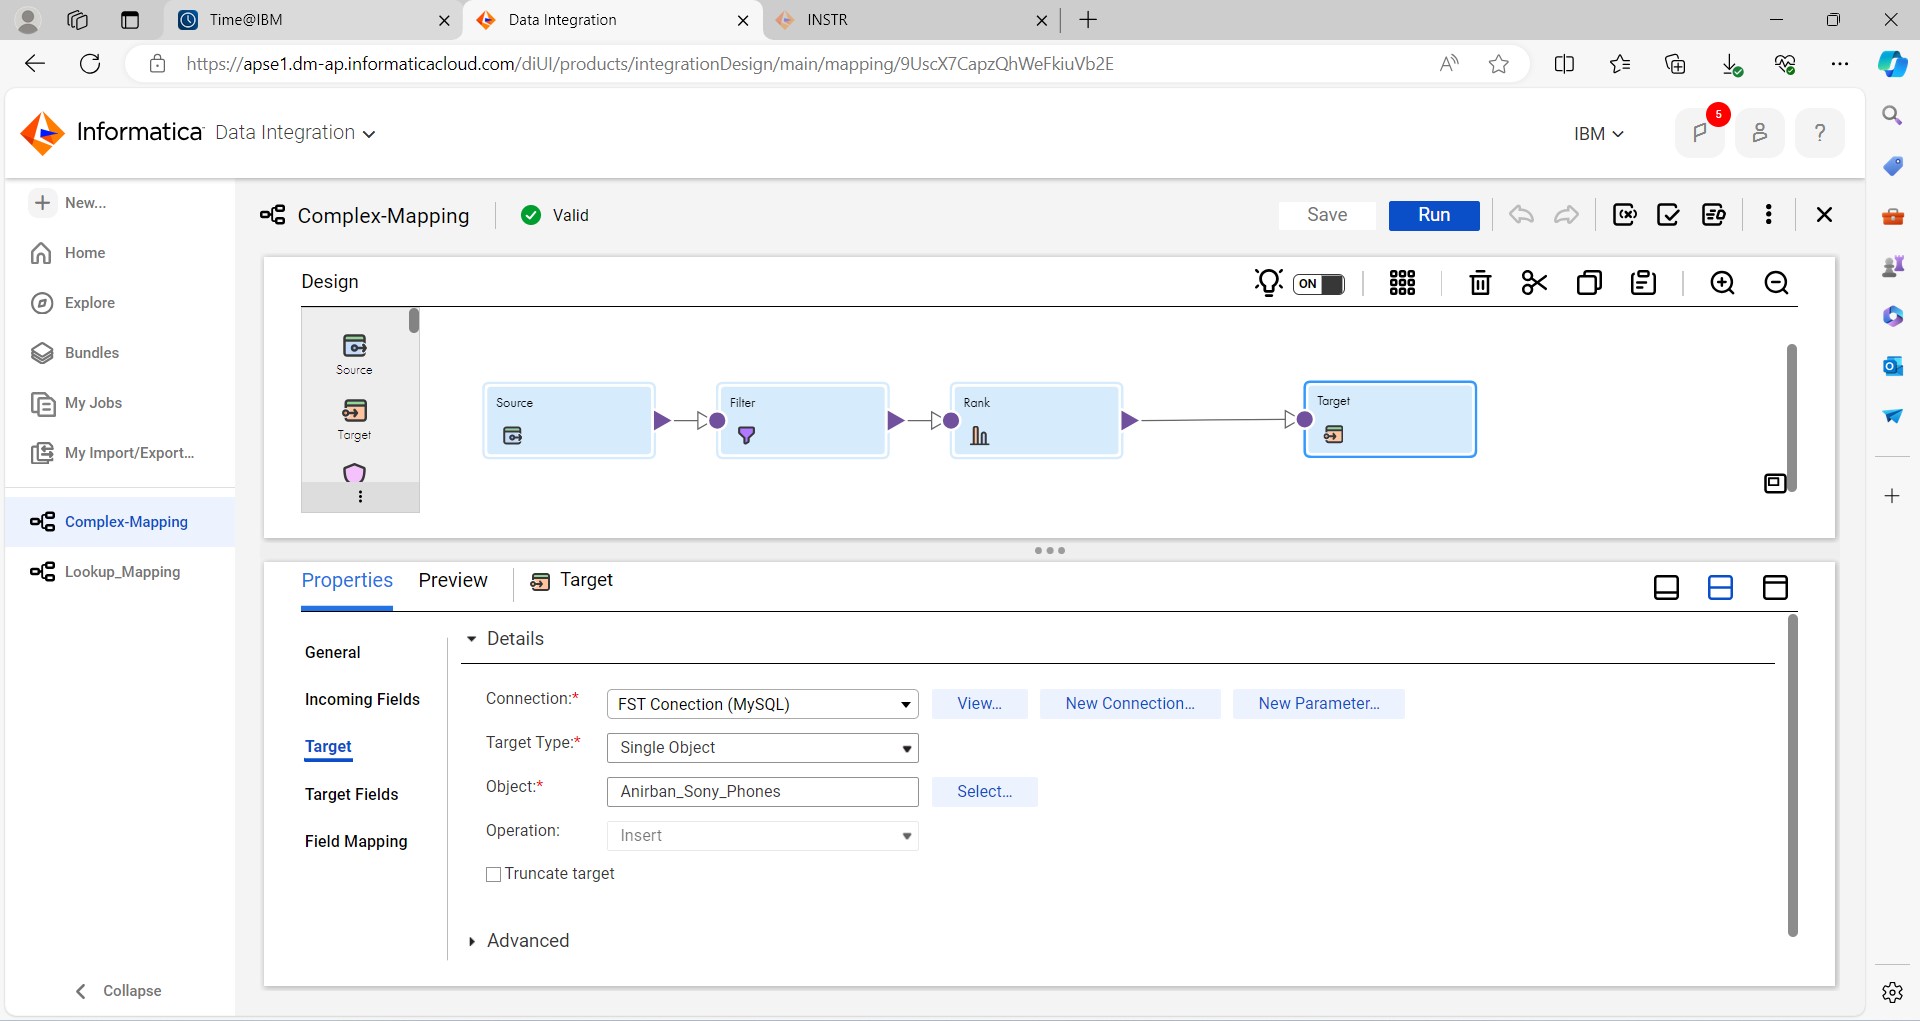 Time@IBM
Data Integration
INSTR
https://apse1.dm-ap.informaticacloud.com/diUI/products/integrationDesign/main/mapping/9UscX7CapzQhWeFkiuVb2E
Informatica Data Integration
IBM
5
?
New...
Home
Explore
Bundles
My Jobs
My Import/Export...
Complex-Mapping
Lookup_Mapping
Collapse
Complex-Mapping
Valid
Save
Run
Design
ON
Source
Target
Source
Filter
Rank
Target
Properties
Preview
Target
General
Incoming Fields
Target
Target Fields
Field Mapping
Details
Connection:* FST Conection (MySQL) View... New Connection... New Parameter...
Target Type:* Single Object
Object:* Anirban_Sony_Phones Select...
Operation: Insert
Truncate target
Advanced